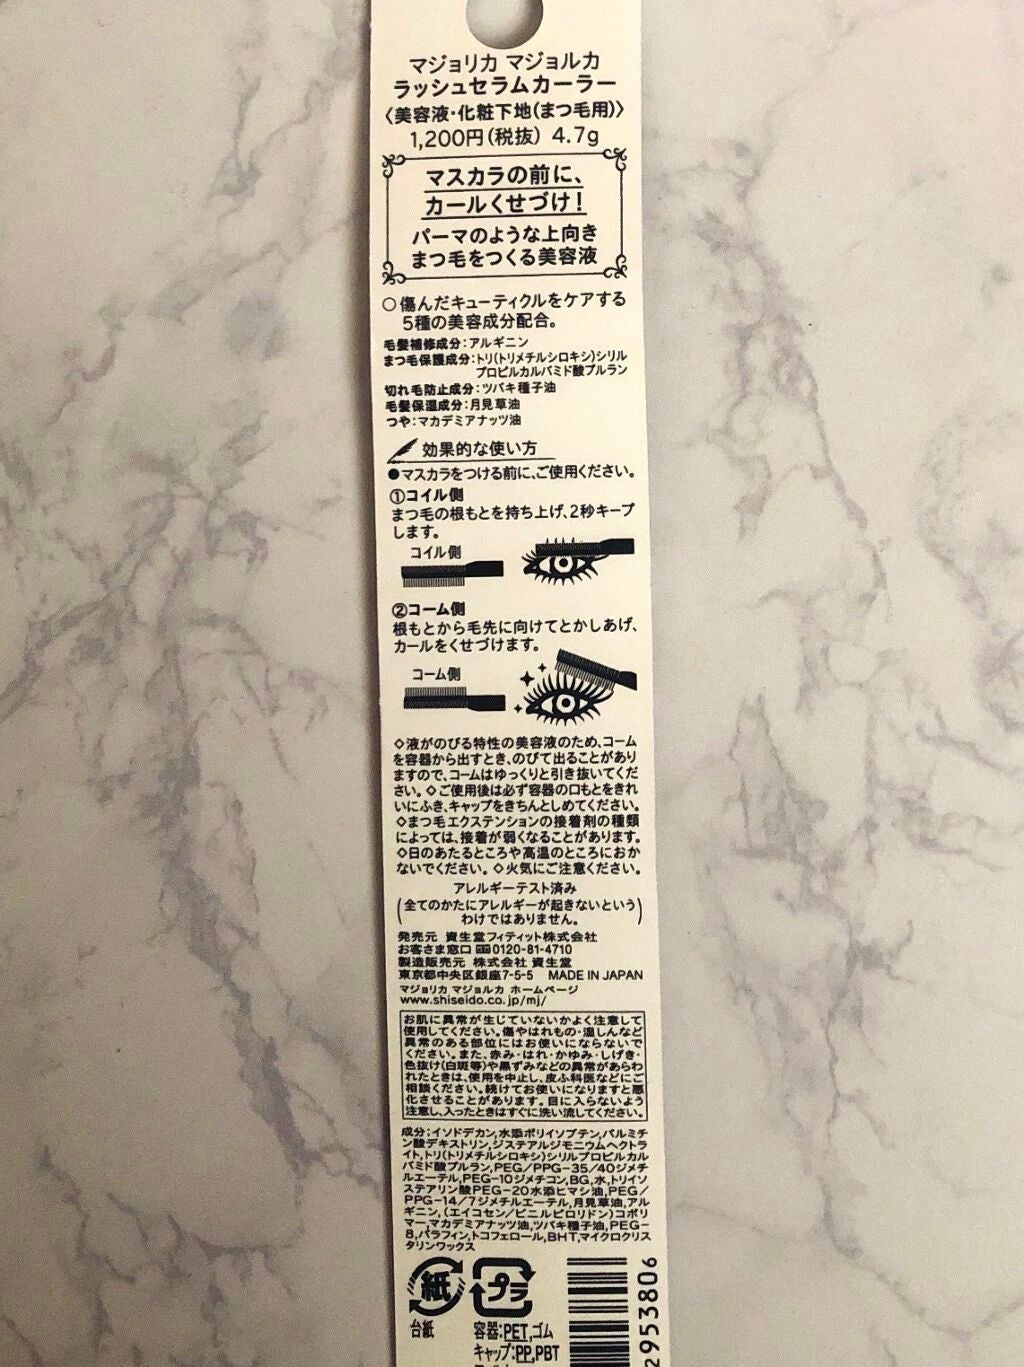 マジョリカ マジョルカ
ラッシュセラムカーラー
〈美容液・化粧下地(まつ毛用)〉
1,200円(税抜) 4.7g
マスカラの前に、
カールくせづけ!
パーマのような上向き
まつ毛をつくる美容液
○傷んだキューティクルをケアする
5種の美容成分配合。
毛髪補修成分:アルギニン
まつ毛保護成分:トリ(トリメチルシロキシ)シリル
プロピルカルバミド酸プルラン
切れ毛防止成分:ツバキ種子油
毛髪保湿成分:月見草油
つや:マカデミアナッツ油
効果的な使い方
●マスカラをつける前に、ご使用ください。
①コイル側
まつ毛の根もとを持ち上げ、2秒キープ
します。
コイル側
②コーム側
根もとから毛先に向けてとかしあげ、
カールをくせづけます。
コーム側
◇液がのびる特性の美容液のため、コーム
を容器から出すとき、のびて出ることがあり
ますので、コームはゆっくりと引き抜いてくだ
さい。◇ご使用後は必ず容器の口もとをきれ
いにふき、キャップをきちんとしめてください。
◇まつ毛エクステンションの接着剤の種類
によっては、接着が弱くなることがあります。
◇日のあたるところや高温のところにおか
ないでください。◇火気にご注意ください。
アレルギーテスト済み
(全てのかたにアレルギーが起きないという
わけではありません。)
発売元 資生堂フィティット株式会社
お客さま窓口 0120-81-4710
製造販売元 株式会社 資生堂
東京都中央区銀座7-5-5 MADE IN JAPAN
マジョリカ マジョルカ ホームページ
www.shiseido.co.jp/mj/
お肌に異常が生じていないかよく注意して
使用してください。傷やはれもの・湿しんなど
異常のある部位にはお使いにならないで
ください。また、赤み・はれ・かゆみ・しげき・
色抜け(白斑等)や黒ずみなどの異常があらわ
れたときは、使用を中止し、皮ふ科医などにご
相談ください。続けてお使いになりますと悪
化させることがあります。目に入らないよう
注意し、入ったときはすぐに洗い流してください。
成分;イソドデカン,水添ポリイソブテン,パルミチ
ン酸デキストリン,ジステアルジモニウムヘクトラ
イト,トリ(トリメチルシロキシ)シリルプロピルカル
バミド酸プルラン,PEG/PPG-35/40ジメチ
ルエーテル,PEG-10ジメチコン,BG,水,トリイソ
ステアリン酸PEG-20水添ヒマシ油,PEG/
PPG-14/7ジメチルエーテル,月見草油,アル
ギニン,(エイコセン/ビニルピロリドン)コポリ
マー,マカデミアナッツ油,ツバキ種子油,PEG-
8,パラフィン,トコフェロール,BHT,マイクロクリス
タリンワックス
紙
プラ
台紙
容器:PET,ゴム
キャップ:PP,PBT
2953806